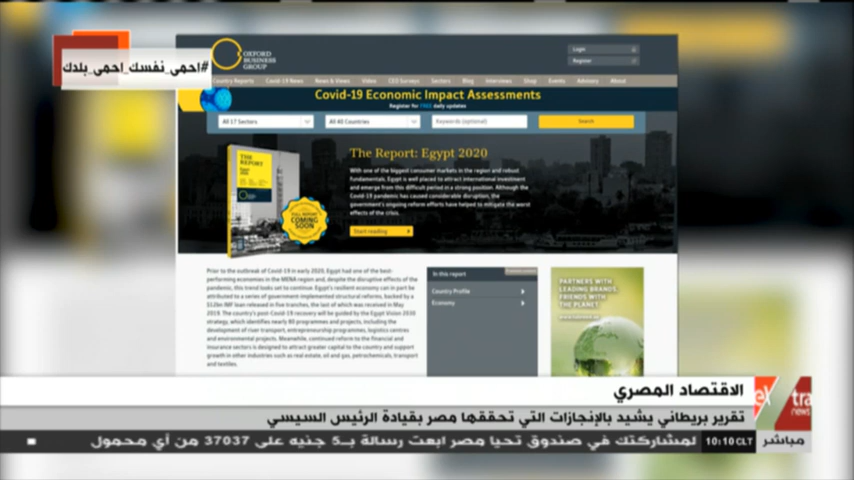 #احمى_نفسك_احمى_بلدك
OXFORD
BUSINESS
GROUP
Login
Register
Country Reports Covid-19 News News & Views Video CEO Surveys Sectors Blog Interviews Shop Events Advisory About
Covid-19 Economic Impact Assessments
Register for FREE daily updates
All 17 Sectors
All 40 Countries
Keywords (optional)
Search
THE
REPORT
FULL REPORT
COMING
SOON
The Report: Egypt 2020
With one of the biggest consumer markets in the region and robust
fundamentals, Egypt is well placed to attract international investment
and emerge from this difficult period in a strong position. Although the
Covid-19 pandemic has caused considerable disruption, the
government's ongoing reform efforts have helped to mitigate the worst
effects of the crisis.
Start reading
Prior to the outbreak of Covid-19 in early 2020, Egypt had one of the best-
performing economies in the MENA region and, despite the disruptive effects of the
pandemic, this trend looks set to continue. Egypt's resilient economy can in part be
attributed to a series of government-implemented structural reforms, backed by a
$12bn IMF loan released in five tranches, the last of which was received in May
2019. The country's post-Covid-19 recovery will be guided by the Egypt Vision 2030
strategy, which identifies nearly 80 programmes and projects, including the
development of river transport, entrepreneurship programmes, logistics centres
and environmental projects. Meanwhile, continued reform to the financial and
insurance sectors is designed to attract greater capital to the country and support
growth in other industries such as real estate, oil and gas, petrochemicals, transport
and textiles.
In this report
Country Profile
Economy
PARTNERS WITH
LEADING BRANDS:
FRIENDS WITH
THE PLANET
الاقتصاد المصري
تقرير بريطاني يشيد بالإنجازات التي تحققها مصر بقيادة الرئيس السيسي
eX
tra
news
مباشر
10:10 CLT
لمشاركتك في صندوق تحيا مصر ابعت رسالة بـ5 جنيه على 37037 من أي محمول